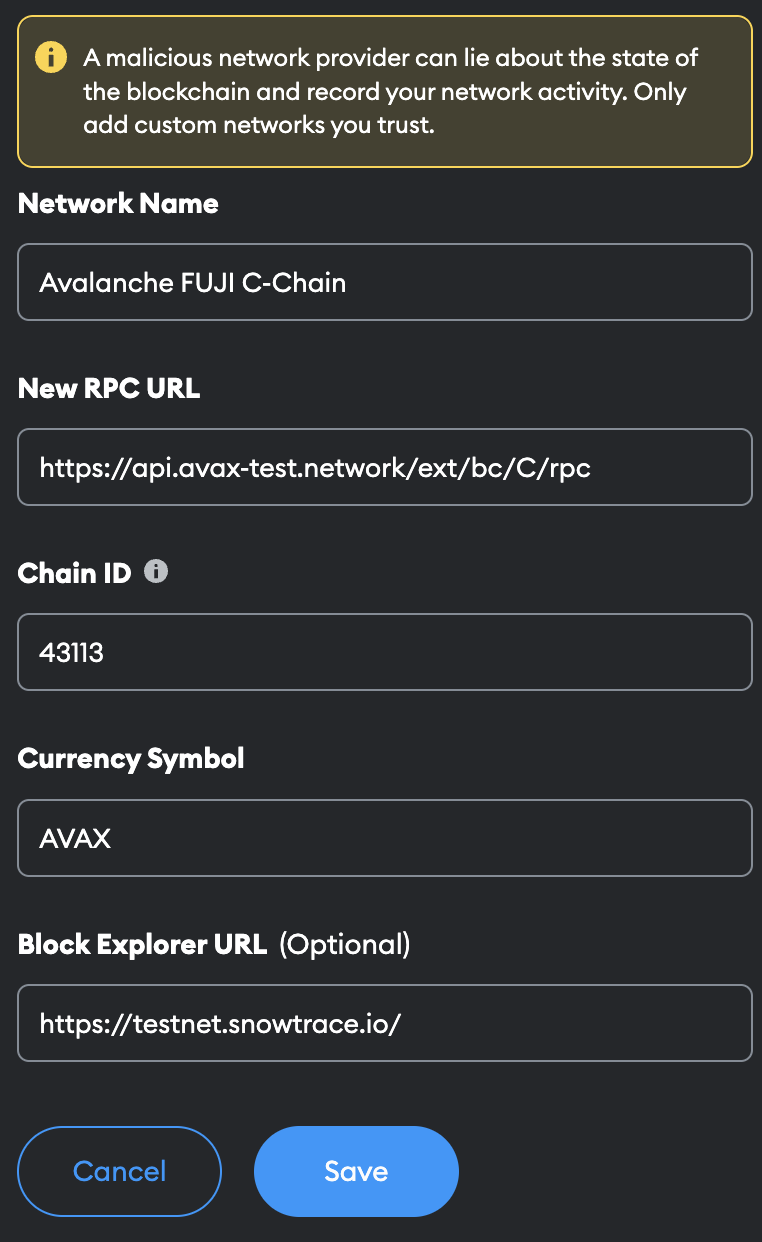 A malicious network provider can lie about the state of
the blockchain and record your network activity. Only
add custom networks you trust.
Network Name
Avalanche FUJI C-Chain
New RPC URL
https://api.avax-test.network/ext/bc/C/rpc
Chain ID
43113
Currency Symbol
AVAX
Block Explorer URL (Optional)
https://testnet.snowtrace.io/
Cancel Save